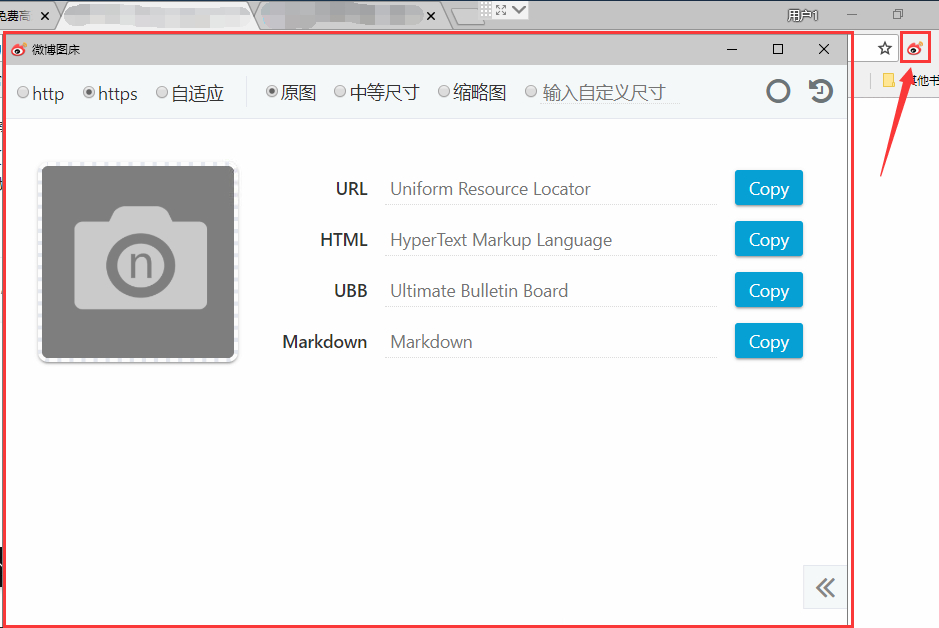 免费高
用户1
微博图床
http https 自适应 原图 中等尺寸 缩略图 输入自定义尺寸
其他书
n
URL Uniform Resource Locator Copy
HTML HyperText Markup Language Copy
UBB Ultimate Bulletin Board Copy
Markdown Markdown Copy